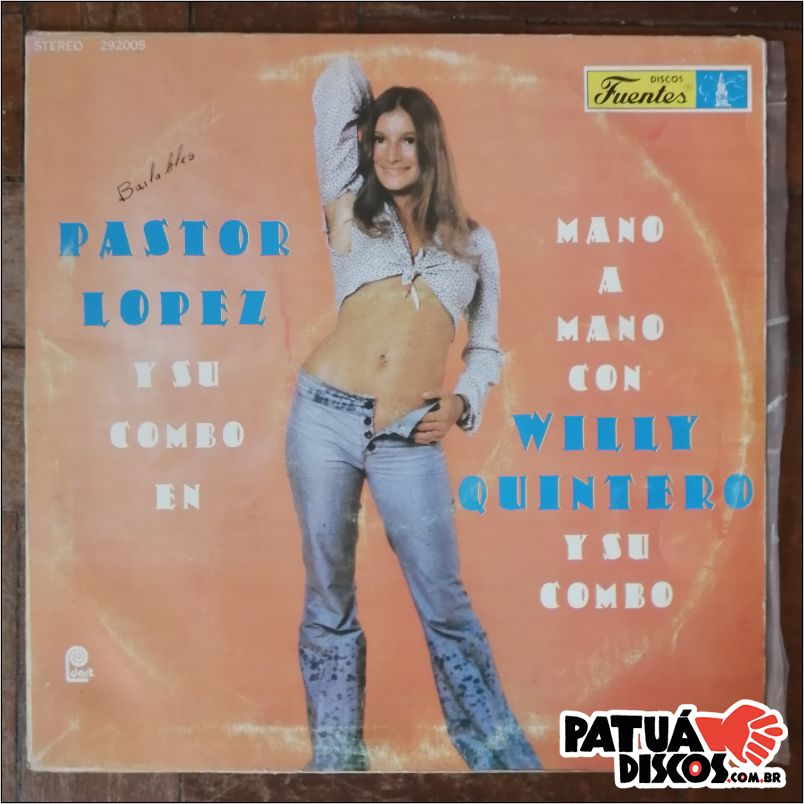 STEREO 292005
DISCOS
Fuentes®
Bailables
PASTOR
LOPEZ
Y SU
COMBO
EN
MANO
A
MANO
CON
WILLY
QUINTERO
Y SU
COMBO
dark
PATUÁ
DISCOS.COM.BR